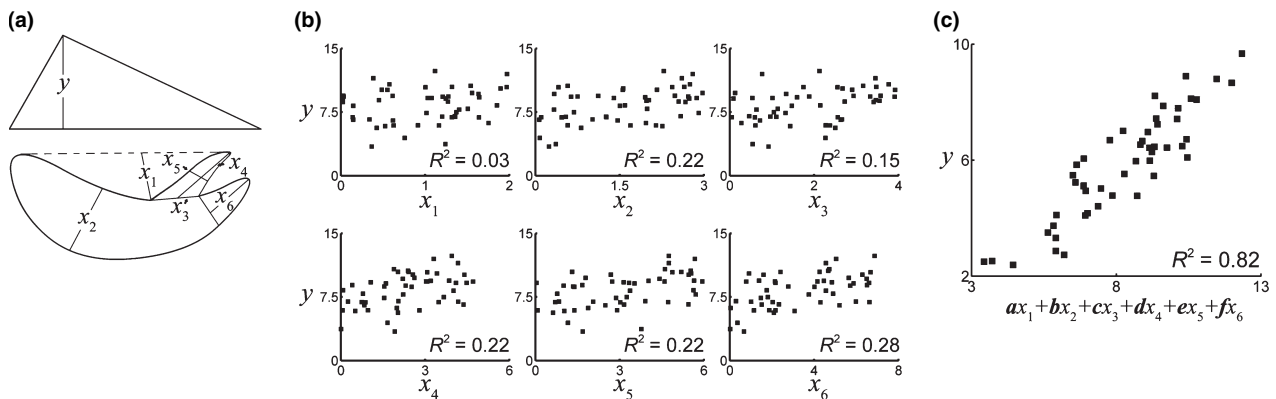 (a)
y
x₁
x₂
x₃
x₄
x₅
x₆
(b)
15
7.5
0
y
R² = 0.03
0 1 2
x₁
15
7.5
0
R² = 0.22
0 1.5 3
x₂
15
7.5
0
R² = 0.15
0 2 4
x₃
15
7.5
0
y
R² = 0.22
0 3 6
x₄
15
7.5
0
R² = 0.22
0 3 6
x₅
15
7.5
0
R² = 0.28
0 2 4 8
x₆
(c)
10
6
2
y
R² = 0.82
3 8 13
ax₁+bx₂+cx₃+dx₄+ex₅+fx₆